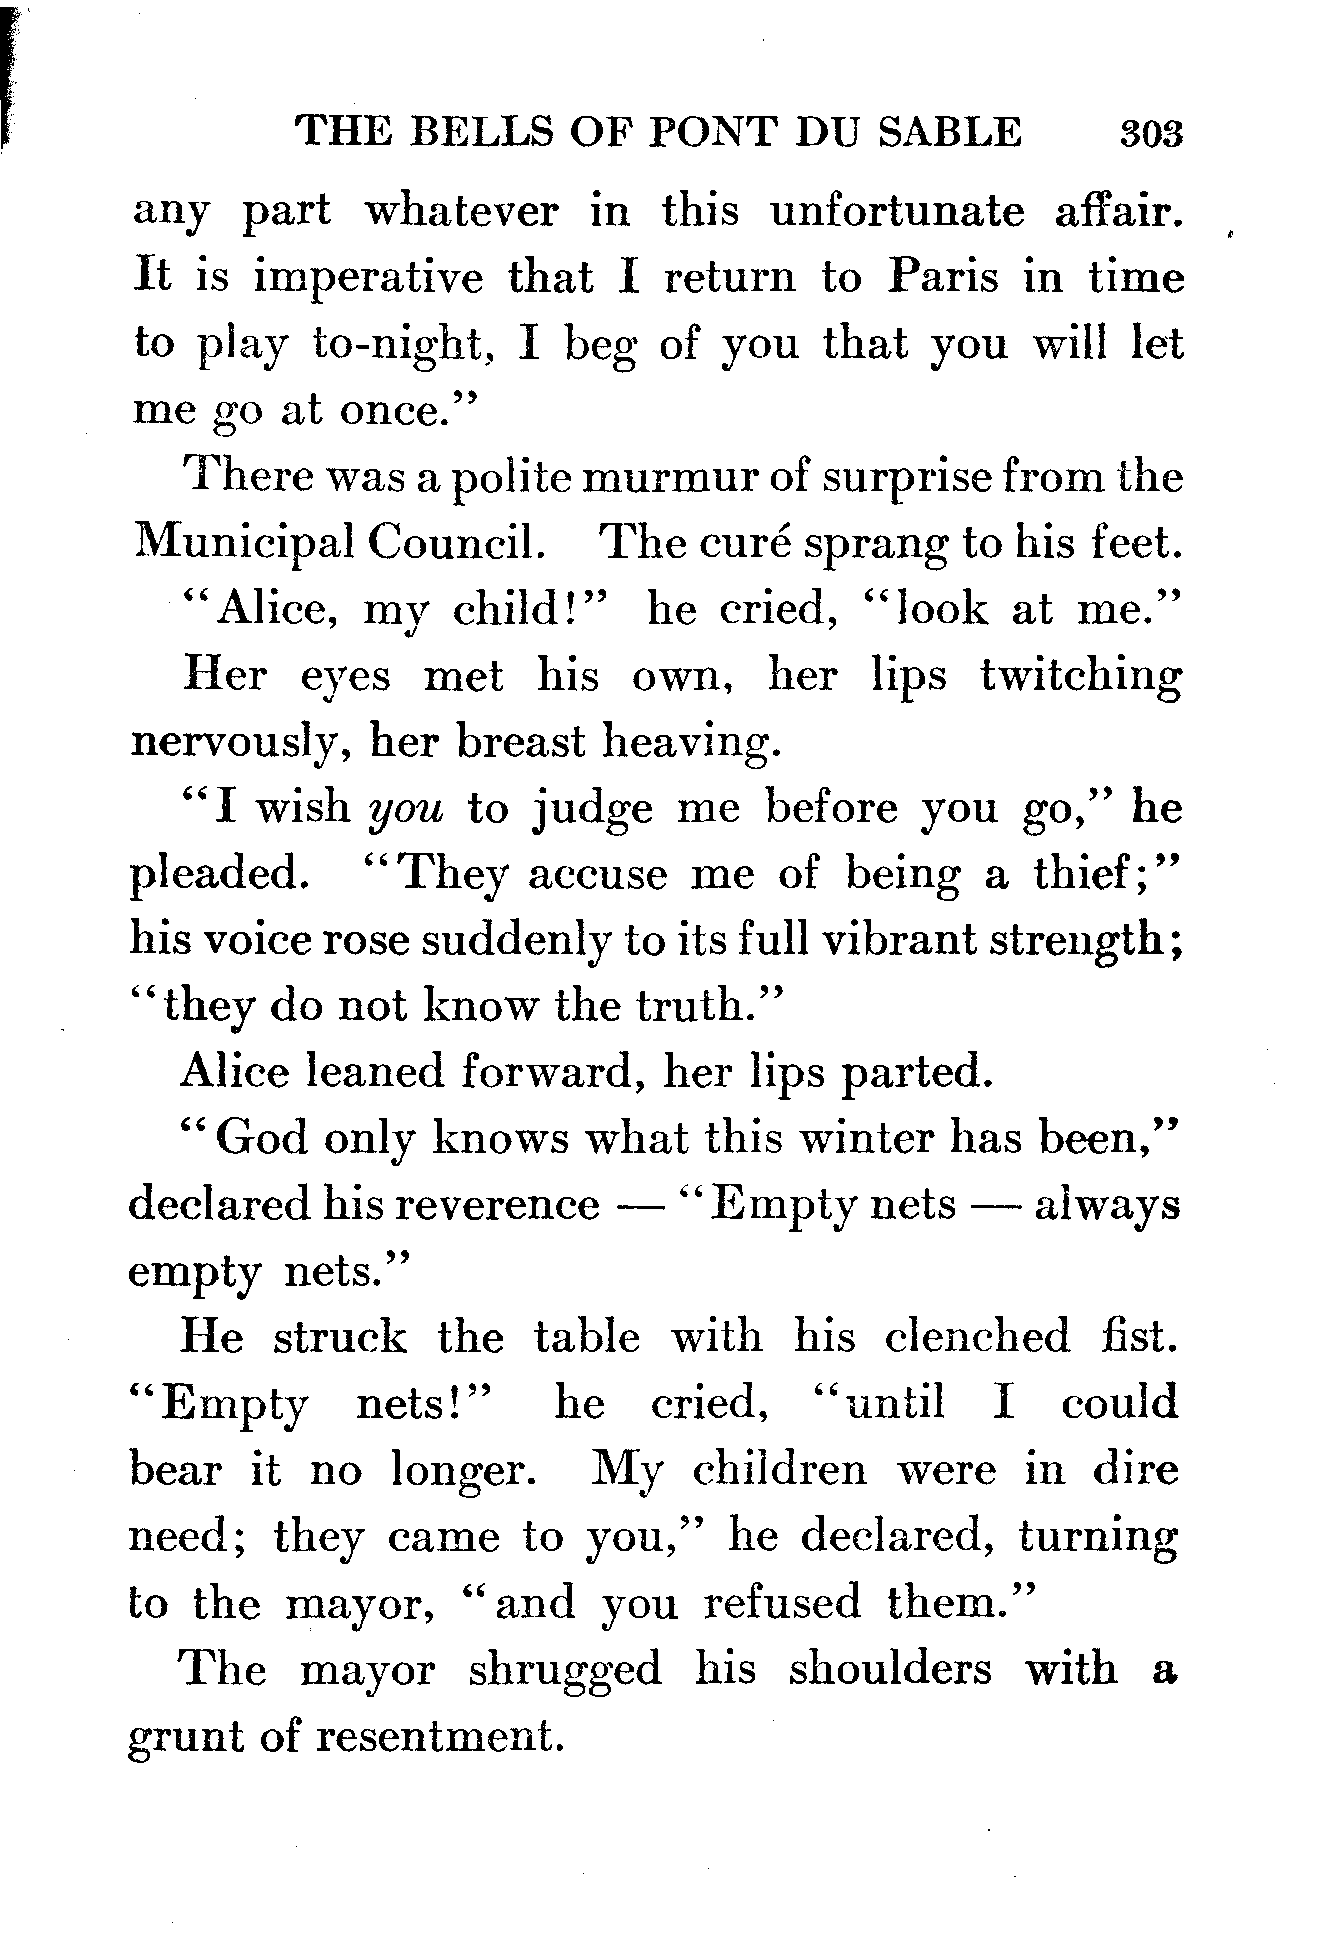 THE BELLS OF PONT DU SABLE 303
any part whatever in this unfortunate affair.
It is imperative that I return to Paris in time
to play to-night, I beg of you that you will let
me go at once."
There was a polite murmur of surprise from the
Municipal Council. The curé sprang to his feet.
"Alice, my child!" he cried, "look at me."
Her eyes met his own, her lips twitching
nervously, her breast heaving.
"I wish you to judge me before you go," he
pleaded. "They accuse me of being a thief;"
his voice rose suddenly to its full vibrant strength;
"they do not know the truth."
Alice leaned forward, her lips parted.
"God only knows what this winter has been,"
declared his reverence — "Empty nets — always
empty nets."
He struck the table with his clenched fist.
"Empty nets!" he cried, "until I could
bear it no longer. My children were in dire
need; they came to you," he declared, turning
to the mayor, "and you refused them."
The mayor shrugged his shoulders with a
grunt of resentment.